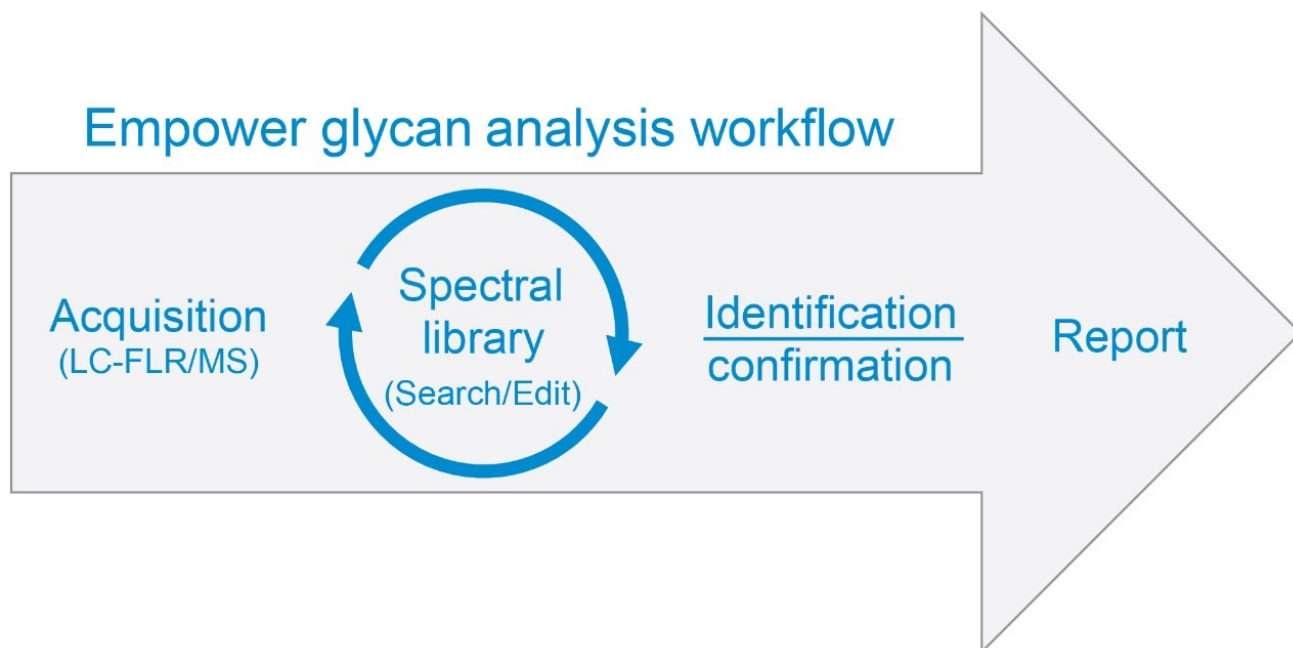 Empower glycan analysis workflow
Acquisition
(LC-FLR/MS)
Spectral
library
(Search/Edit)
Identification
confirmation
Report